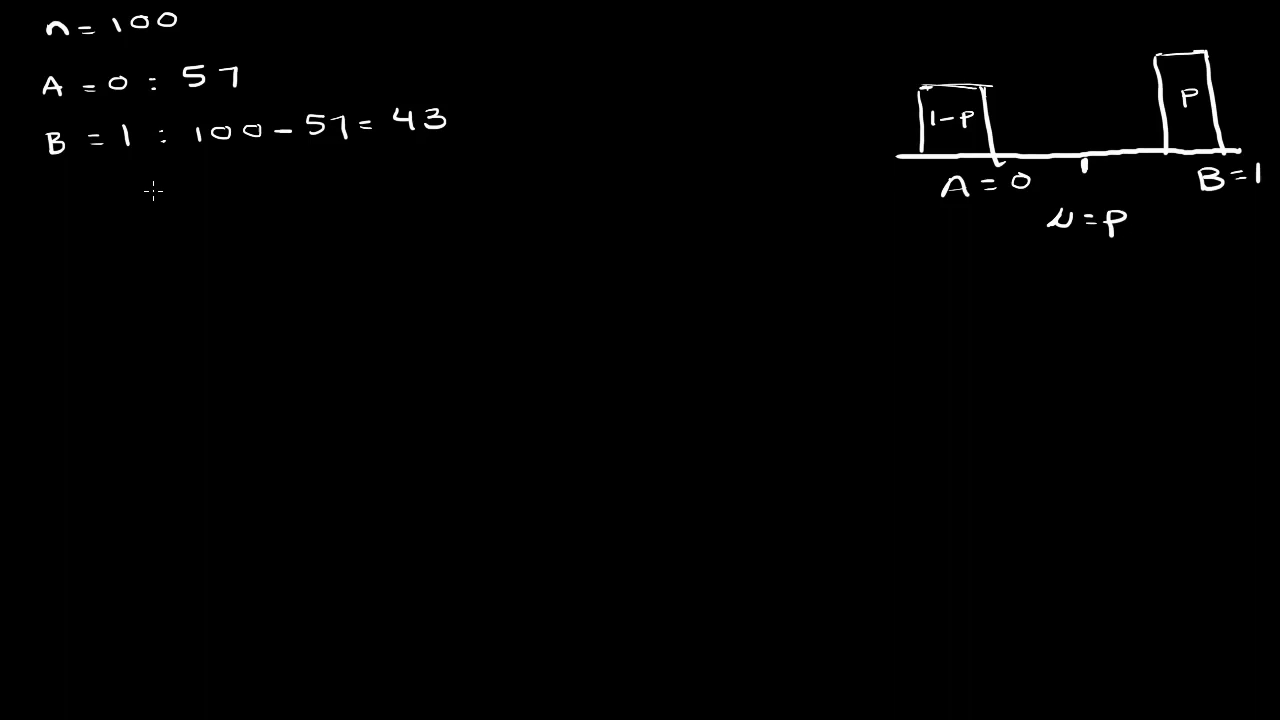 n = 100
A = 0 : 57
B = 1 : 100 - 57 = 43
1-P
P
A = 0
B = 1
μ = P